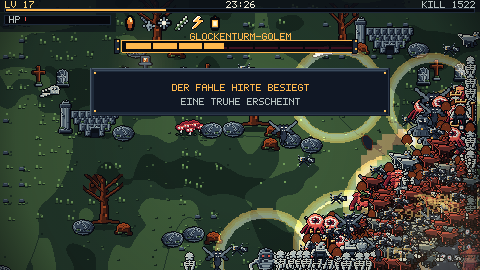 LV 17
23:26
KILL 1522
HP
GLOCKENTURM-GOLEM
DER FAHLE HIRTE BESIEGT
EINE TRUHE ERSCHEINT